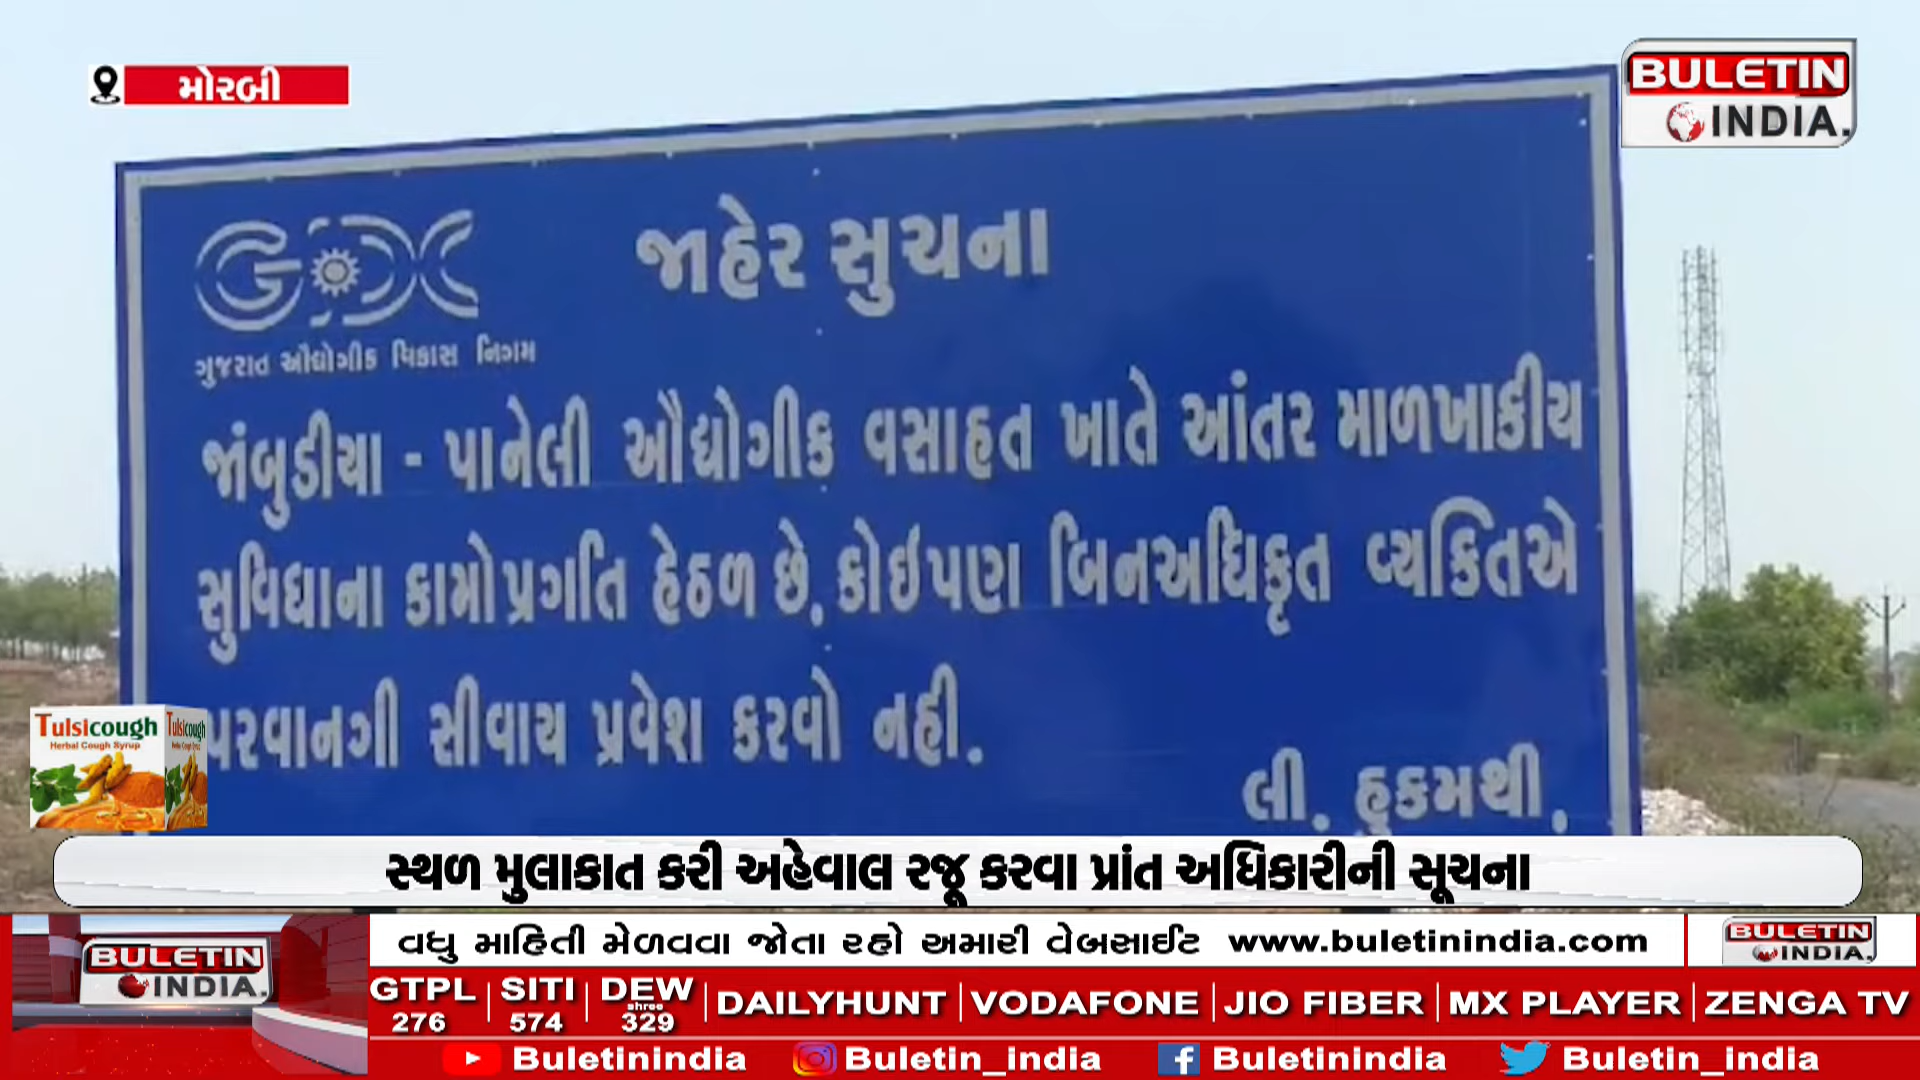 મોરબી
BULETIN
INDIA.
GIDC
જાહેર સુચના
ગુજરાત ઔદ્યોગીક વિકાસ નિગમ
જાંબુડીયા - પાનેલી ઔદ્યોગીક વસાહત ખાતે આંતર માળખાકીય
સુવિધાના કામો પ્રગતિ હેઠળ છે. કોઇપણ બિનઅધિકૃત વ્યકિતએ
પરવાનગી સીવાય પ્રવેશ કરવો નહી.
લી. હુકમથી.
Tulsicough
Herbal Cough Syrup
Tulsicough
સ્થળ મુલાકાત કરી અહેવાલ રજૂ કરવા પ્રાંત અધિકારીની સૂચના
વધુ માહિતી મેળવવા જોતા રહો અમારી વેબસાઈટ www.buletinindia.com
BULETIN
INDIA.
BULETIN
INDIA.
GTPL 276 | SITI 574 | DEW shree 329 | DAILYHUNT | VODAFONE | JIO FIBER | MX PLAYER | ZENGA TV
Buletinindia Buletin_india Buletinindia Buletin_india